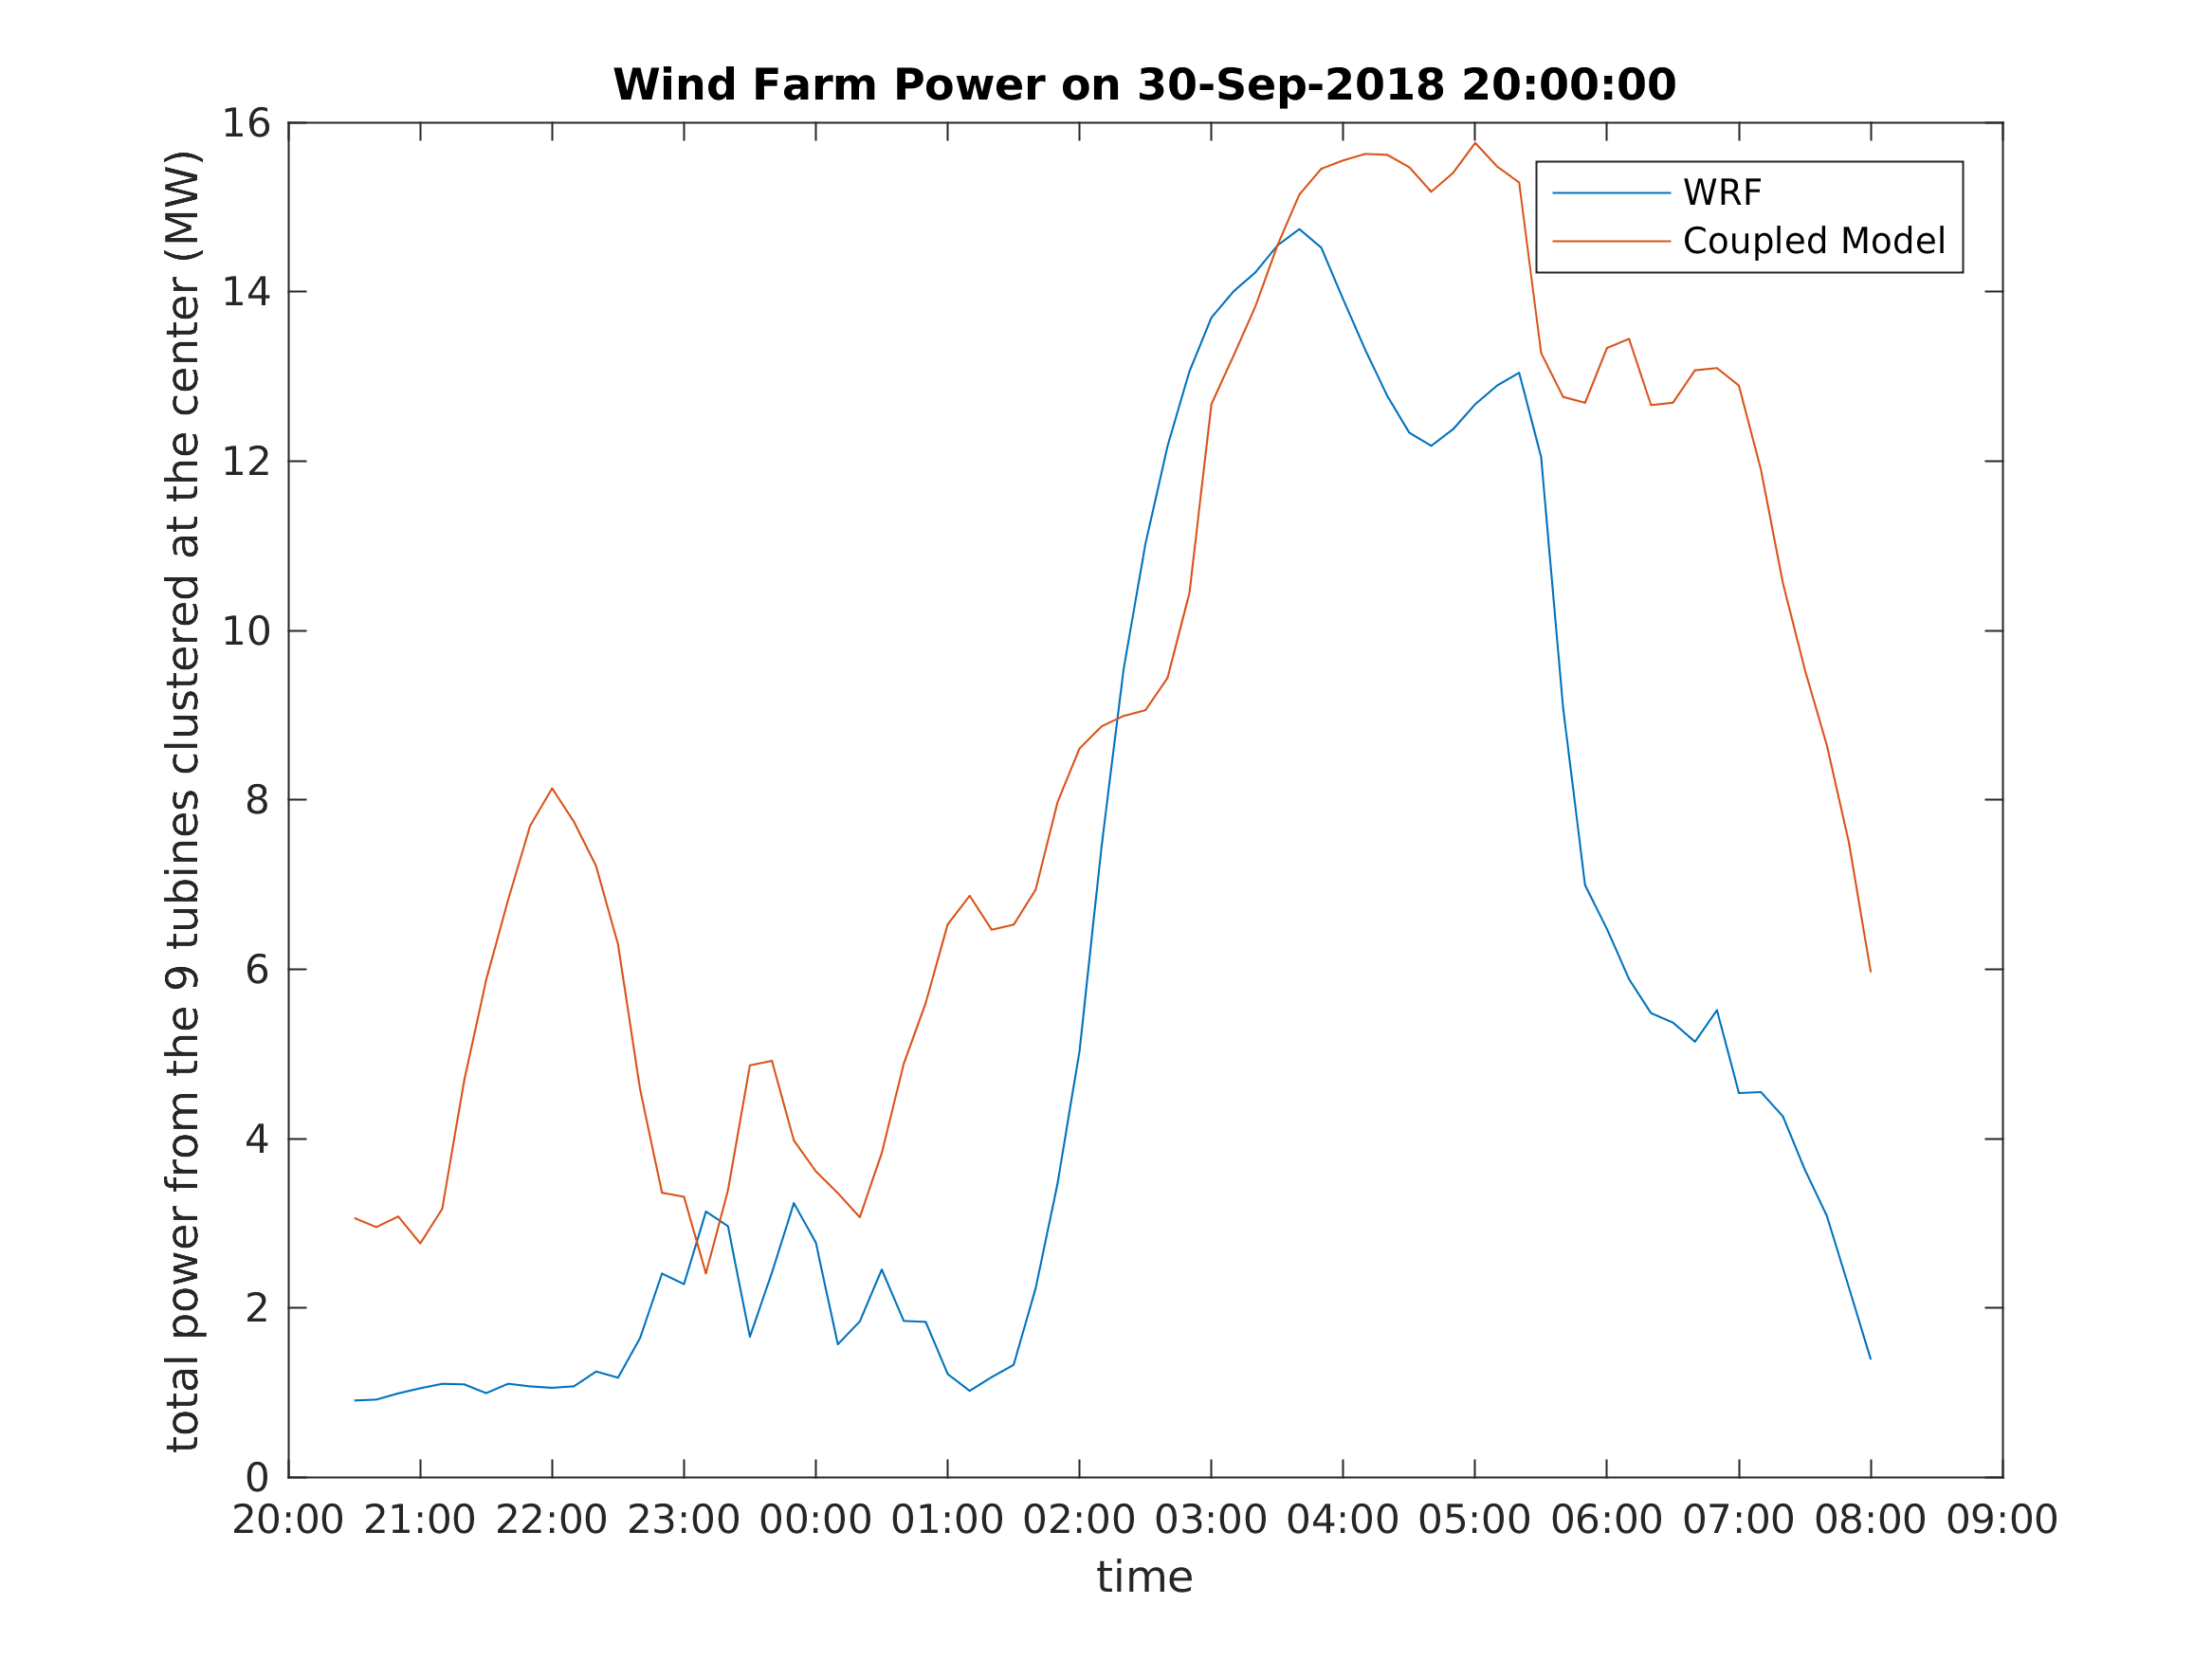 Wind Farm Power on 30-Sep-2018 20:00:00
total power from the 9 tubines clustered at the center (MW)
16
14
12
10
8
6
4
2
0
WRF
Coupled Model
20:00 21:00 22:00 23:00 00:00 01:00 02:00 03:00 04:00 05:00 06:00 07:00 08:00 09:00
time